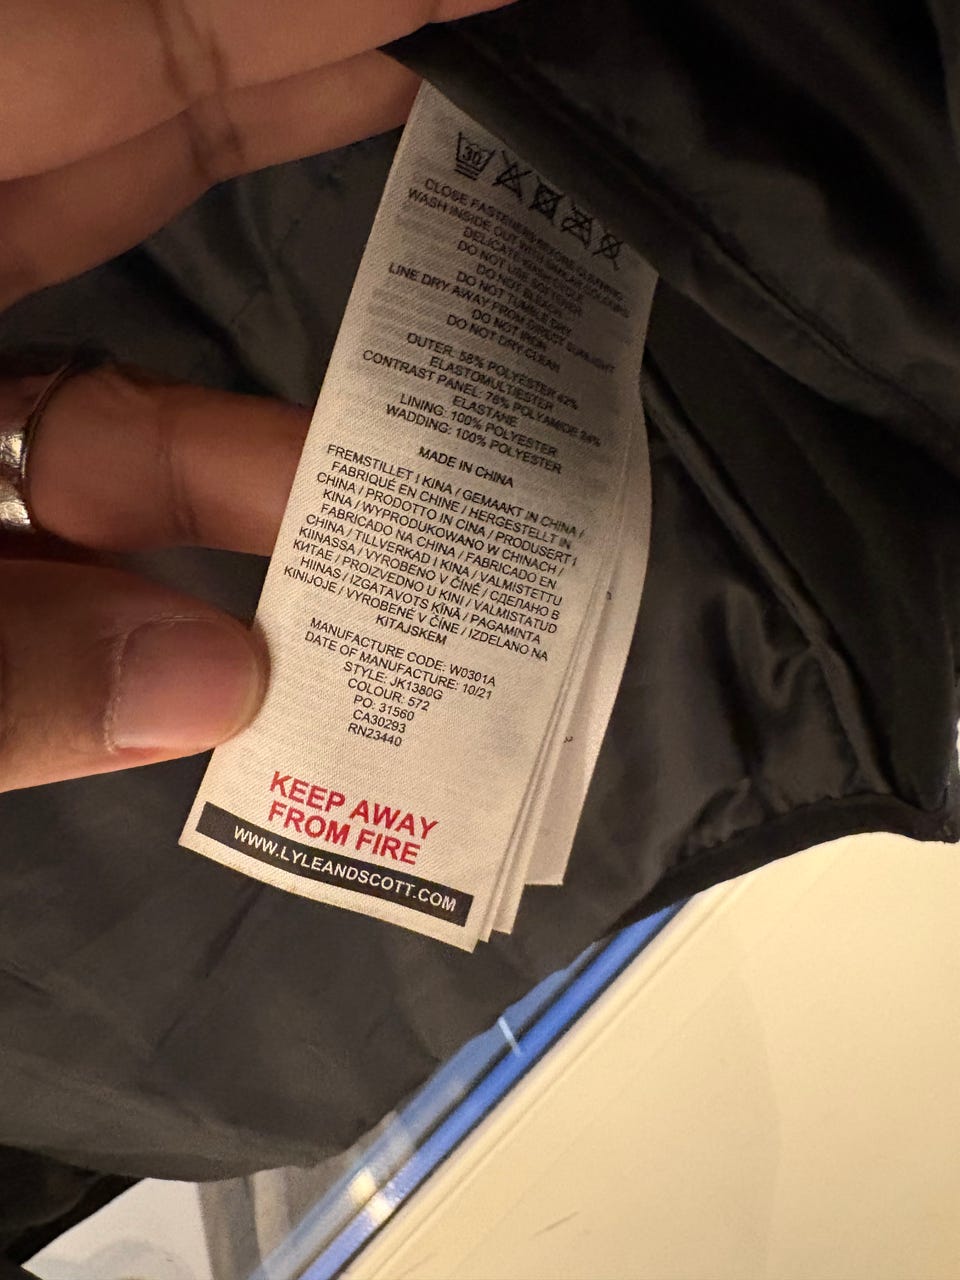 30
CLOSE FASTENERS BEFORE CLEANING
WASH INSIDE OUT WITH SIMILAR COLOURS
DELICATE WASH
DO NOT USE SOFTENER
DO NOT BLEACH
DO NOT TUMBLE DRY
LINE DRY AWAY FROM DIRECT SUNLIGHT
DO NOT IRON
DO NOT DRY CLEAN
OUTER: 58% POLYESTER 42%
ELASTOMULTIESTER
CONTRAST PANEL: 76% POLYAMIDE 24%
ELASTANE
LINING: 100% POLYESTER
WADDING: 100% POLYESTER
MADE IN CHINA
FREMSTILLET I KINA / GEMAAKT IN CHINA /
FABRIQUÉ EN CHINE / HERGESTELLT IN
CHINA / PRODOTTO IN CINA / PRODUSERT I
KINA / WYPRODUKOWANO W CHINACH /
FABRICADO NA CHINA / FABRICADO EN
CHINA / TILLVERKAD I KINA / VALMISTETTU
KIINASSA / VYROBENO V ČÍNĚ / СДЕЛАНО В
КИТАЕ / PROIZVEDNO U KINI / VALMISTATUD
HIINAS / IZGATAVOTS ĶĪNĀ / PAGAMINTA
KINIJOJE / VYROBENÉ V ČÍNE / IZDELANO NA
KITAJSKEM
MANUFACTURE CODE: W0301A
DATE OF MANUFACTURE: 10/21
STYLE: JK1380G
COLOUR: 572
PO: 31560
CA30293
RN23440
KEEP AWAY
FROM FIRE
WWW.LYLEANDSCOTT.COM